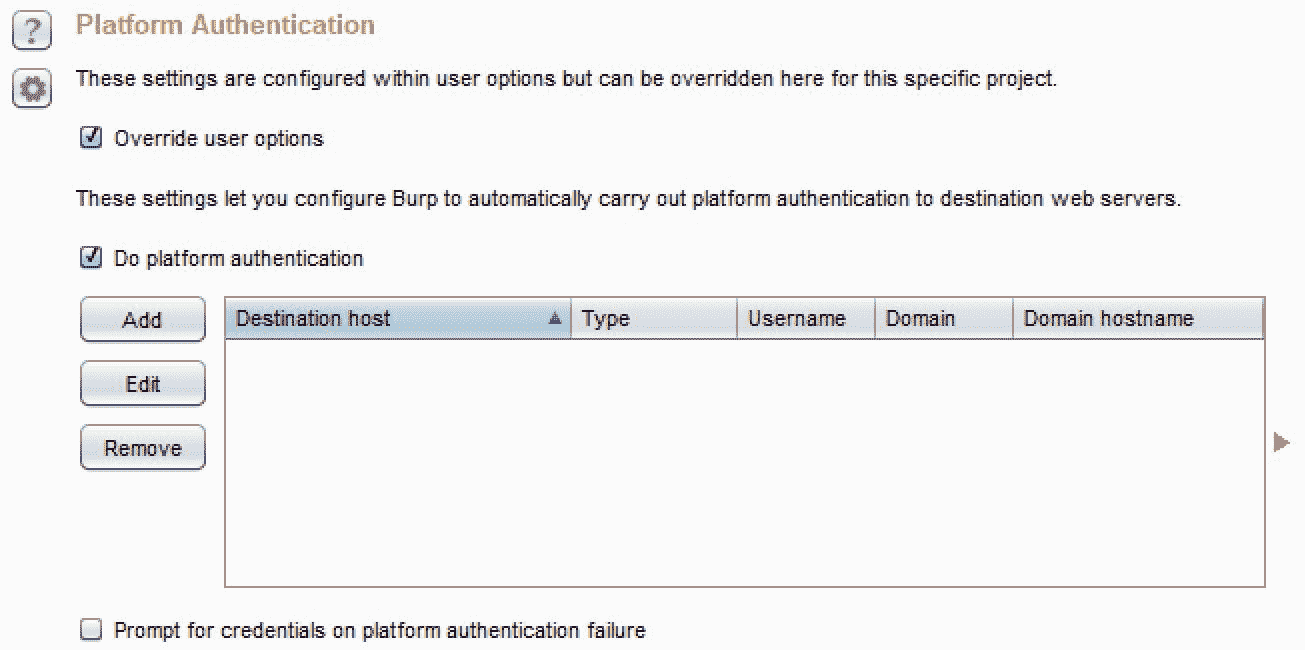 ?
Platform Authentication
These settings are configured within user options but can be overridden here for this specific project.
Override user options
These settings let you configure Burp to automatically carry out platform authentication to destination web servers.
Do platform authentication
Add
Destination host Type Username Domain Domain hostname
Edit
Remove
Prompt for credentials on platform authentication failure